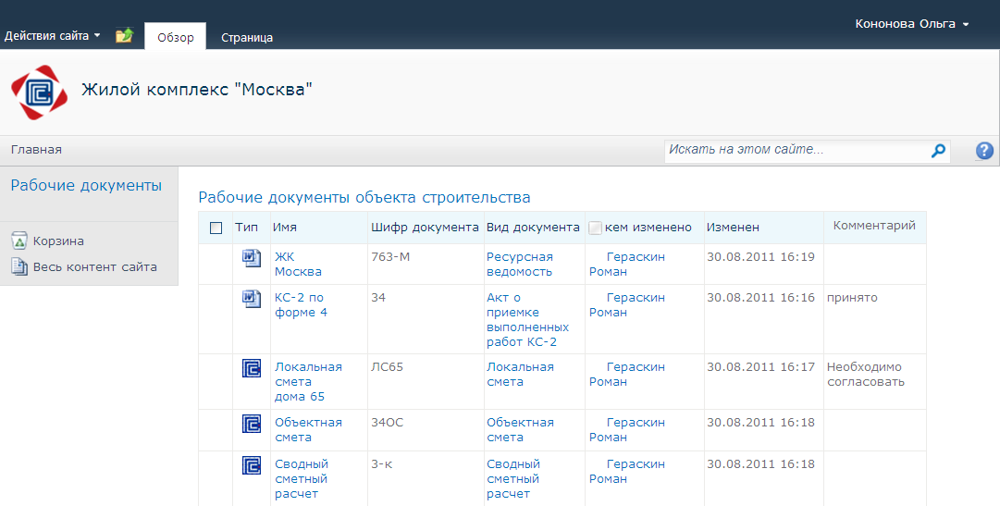 Действия сайта
Обзор
Страница
Кононова Ольга
Жилой комплекс "Москва"
Главная
Искать на этом сайте...
Рабочие документы
Корзина
Весь контент сайта
Рабочие документы объекта строительства
Тип Имя Шифр документа Вид документа кем изменено Изменен Комментарий
ЖК 763-М Ресурсная Гераскин 30.08.2011 16:19
Москва ведомость Роман
КС-2 по 34 Акт о Гераскин 30.08.2011 16:16 принято
форме 4 приемке Роман
выполненных
работ КС-2
Локальная ЛС65 Локальная Гераскин 30.08.2011 16:17 Необходимо
смета смета Роман согласовать
дома 65
Объектная 34ОС Объектная Гераскин 30.08.2011 16:18
смета смета Роман
Сводный 3-к Сводный Гераскин 30.08.2011 16:18
сметный сметный Роман
расчет расчет